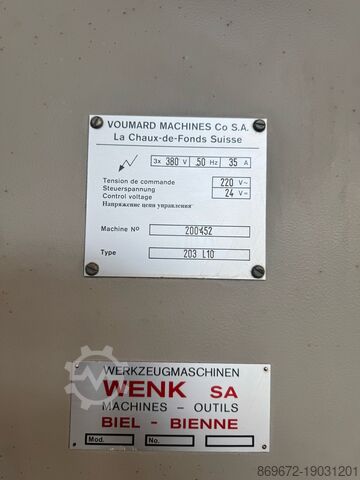 VOUMARD MACHINES Co S.A.
La Chaux-de-Fonds Suisse
3x 380 V 50 Hz 35 A
Tension de commande 220 V~
Steuerspannung
Control voltage 24 V=
Напряжение цепи управления
Machine No 200452
Type 203 L10
WERKZEUGMASCHINEN
WENK SA
MACHINES - OUTILS
BIEL - BIENNE
Mod. No.
869672-19031201